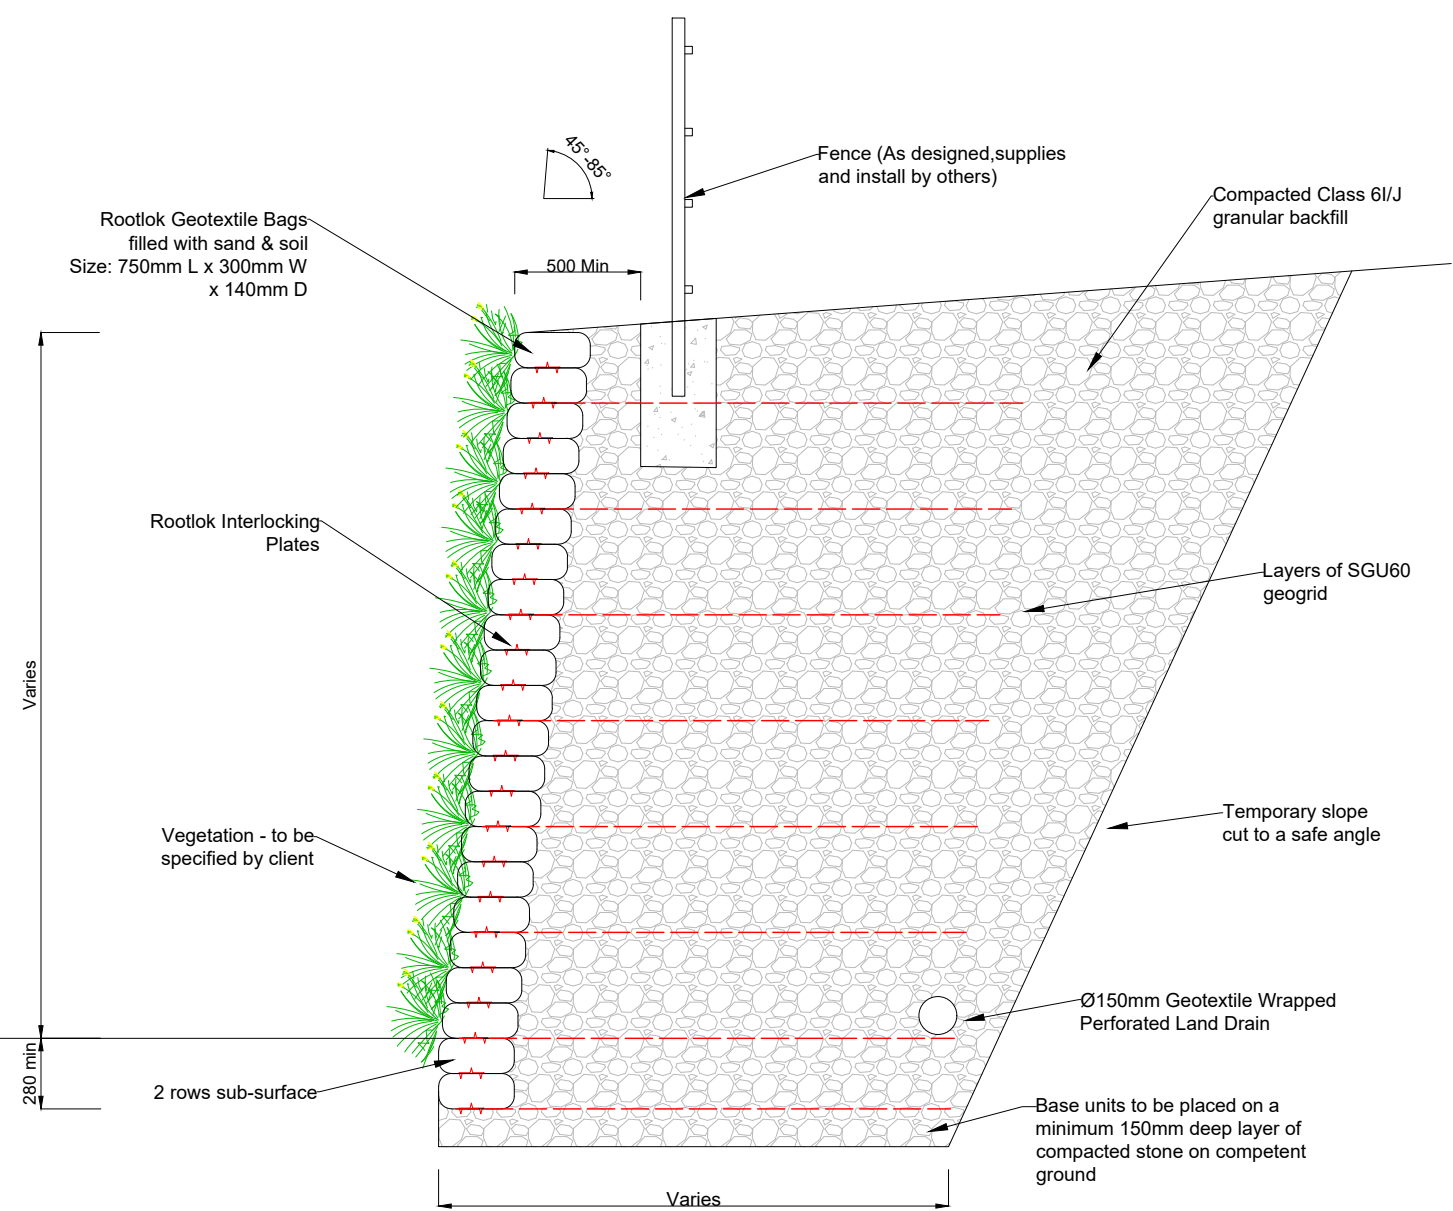 45°-85°
Fence (As designed,supplies
and install by others)
Compacted Class 6I/J
granular backfill
Rootlok Geotextile Bags
filled with sand & soil
Size: 750mm L x 300mm W
x 140mm D
500 Min
Rootlok Interlocking
Plates
Layers of SGU60
geogrid
Varies
Vegetation - to be
specified by client
Temporary slope
cut to a safe angle
Ø150mm Geotextile Wrapped
Perforated Land Drain
280 min
2 rows sub-surface
Base units to be placed on a
minimum 150mm deep layer of
compacted stone on competent
ground
Varies